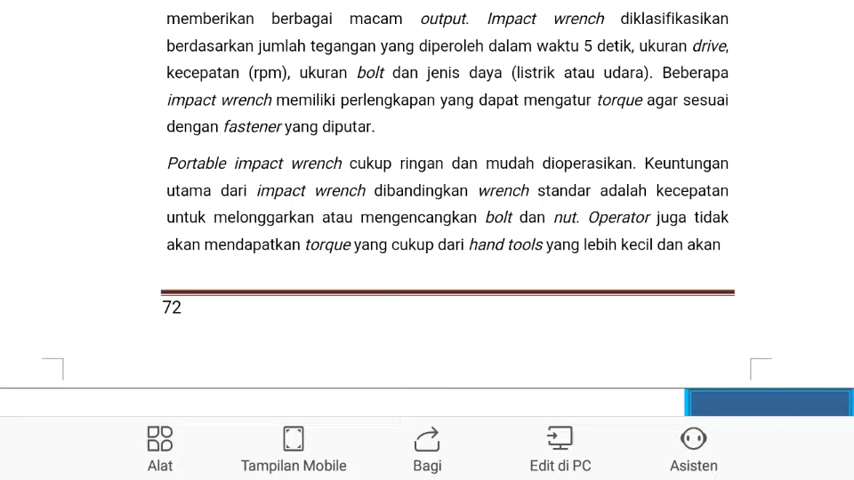 memberikan berbagai macam output. Impact wrench diklasifikasikan
berdasarkan jumlah tegangan yang diperoleh dalam waktu 5 detik, ukuran drive,
kecepatan (rpm), ukuran bolt dan jenis daya (listrik atau udara). Beberapa
impact wrench memiliki perlengkapan yang dapat mengatur torque agar sesuai
dengan fastener yang diputar.
Portable impact wrench cukup ringan dan mudah dioperasikan. Keuntungan
utama dari impact wrench dibandingkan wrench standar adalah kecepatan
untuk melonggarkan atau mengencangkan bolt dan nut. Operator juga tidak
akan mendapatkan torque yang cukup dari hand tools yang lebih kecil dan akan
72
Alat
Tampilan Mobile
Bagi
Edit di PC
Asisten